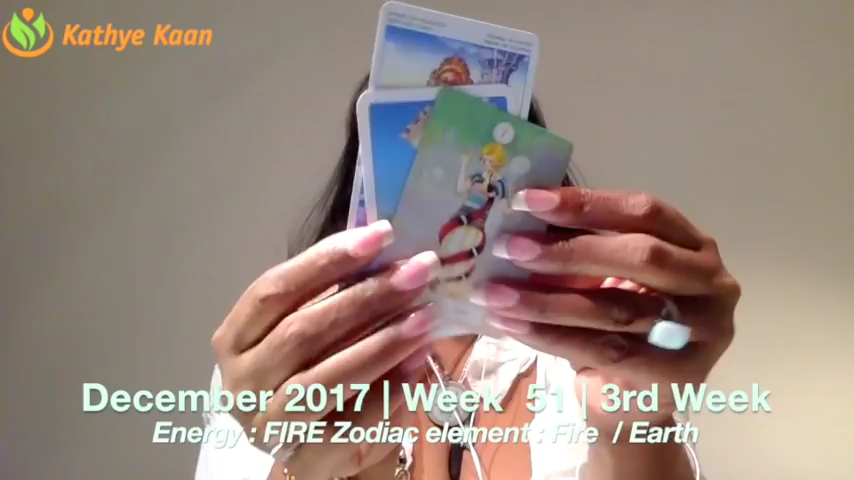 Kathye Kaan
December 2017 | Week 51 | 3rd Week
Energy : FIRE Zodiac element : Fire / Earth